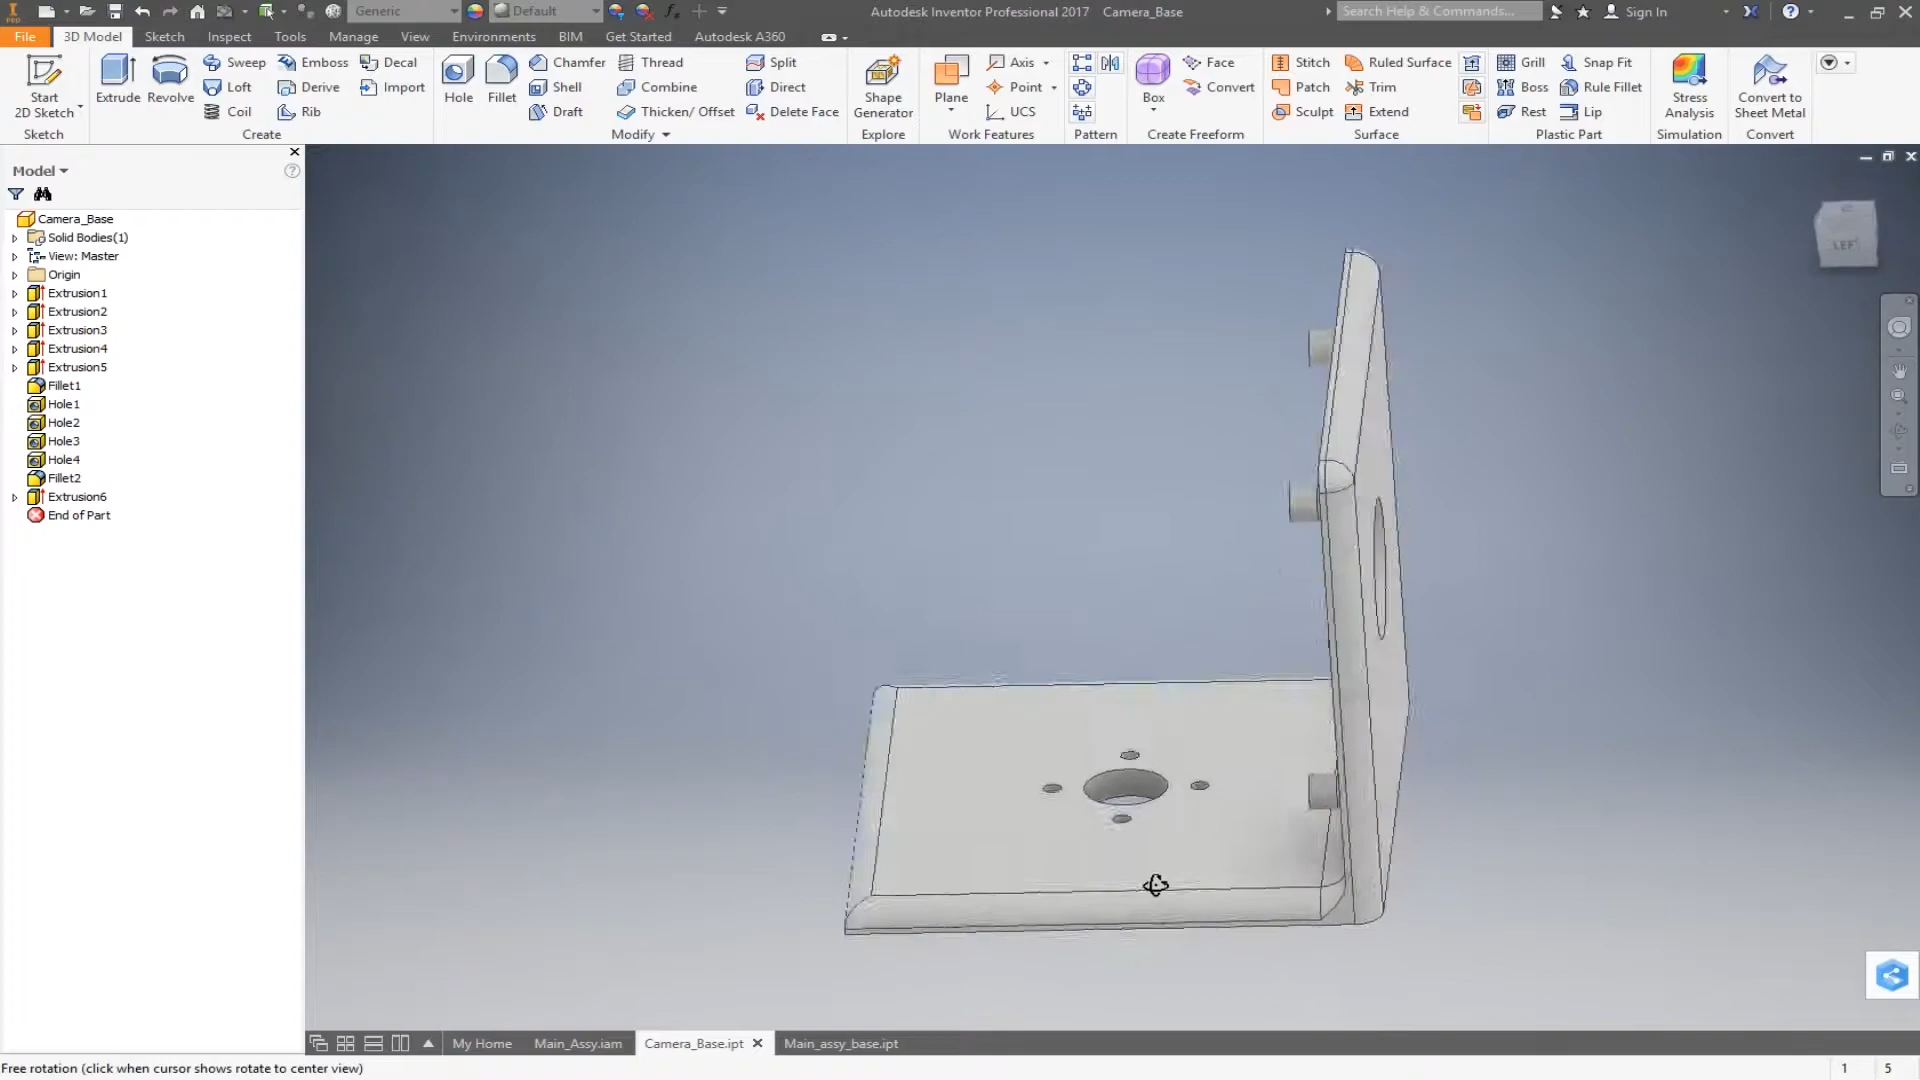 Generic
Default
Autodesk Inventor Professional 2017 Camera_Base
Search Help & Commands...
Sign In
PRO
File 3D Model Sketch Inspect Tools Manage View Environments BIM Get Started Autodesk A360
Start
2D Sketch
Sketch
Extrude
Revolve
Sweep Emboss Decal
Loft Derive Import
Coil Rib
Create
Hole
Fillet
Chamfer Thread Split
Shell Combine Direct
Draft Thicken/ Offset Delete Face
Modify
Shape
Generator
Explore
Plane
Axis
Point
UCS
Work Features
Pattern
Box
Face
Convert
Create Freeform
Stitch Ruled Surface
Patch Trim
Sculpt Extend
Surface
Grill Snap Fit
Boss Rule Fillet
Rest Lip
Plastic Part
Stress
Analysis
Simulation
Convert to
Sheet Metal
Convert
Model
Camera_Base
Solid Bodies(1)
View: Master
Origin
Extrusion1
Extrusion2
Extrusion3
Extrusion4
Extrusion5
Fillet1
Hole1
Hole2
Hole3
Hole4
Fillet2
Extrusion6
End of Part
LEFT
My Home Main_Assy.iam Camera_Base.ipt Main_assy_base.ipt
Free rotation (click when cursor shows rotate to center view)
1 5